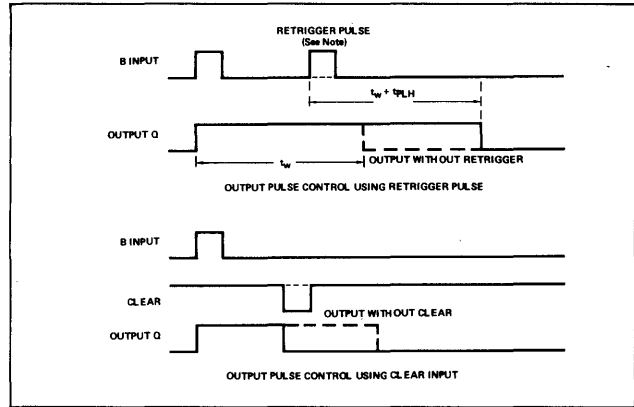 RETRIGGER PULSE
(See Note)
B INPUT
tw + tPLH
OUTPUT Q
OUTPUT WITHOUT RETRIGGER
tw
OUTPUT PULSE CONTROL USING RETRIGGER PULSE
B INPUT
CLEAR
OUTPUT WITHOUT CLEAR
OUTPUT Q
OUTPUT PULSE CONTROL USING CLEAR INPUT